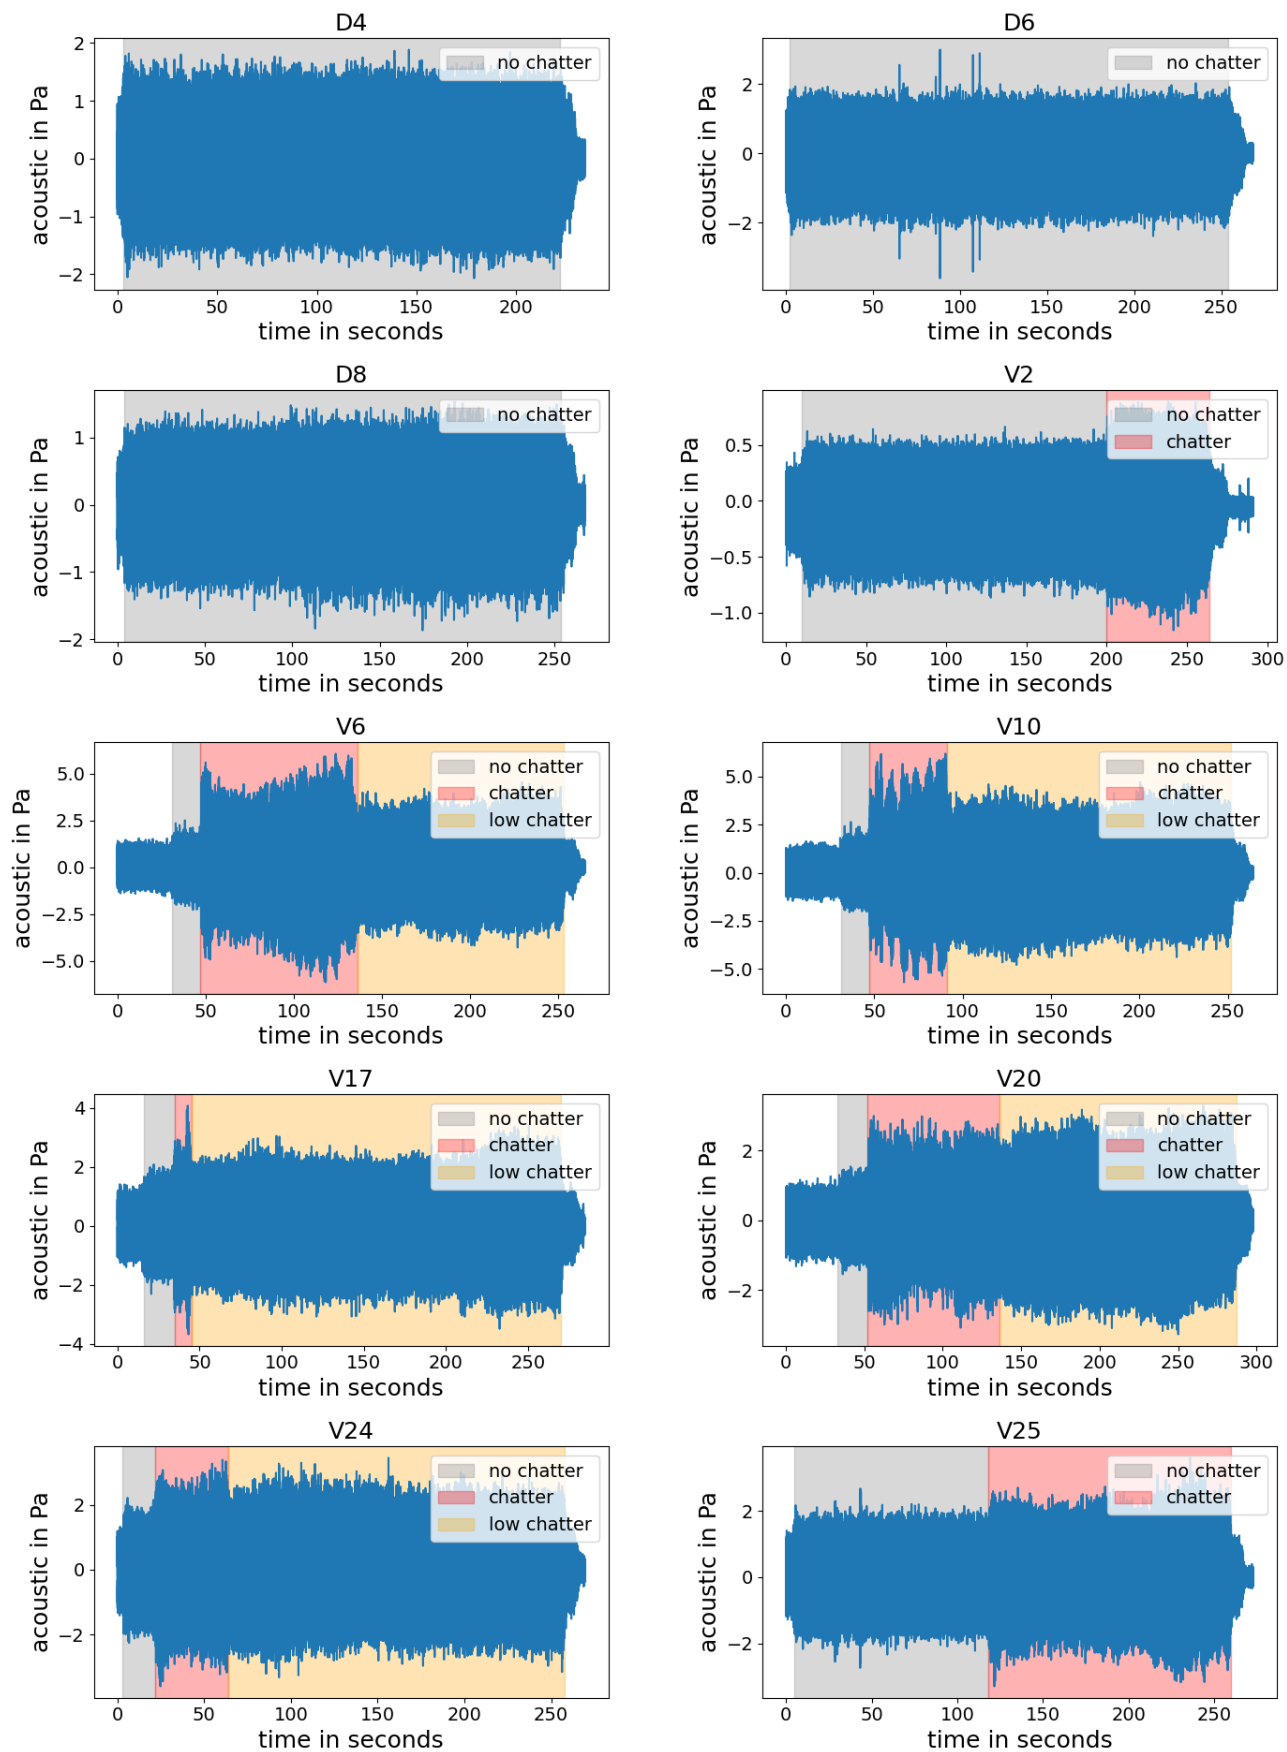 D4
acoustic in Pa
2
1
0
−1
−2
no chatter
0 50 100 150 200
time in seconds
D6
acoustic in Pa
2
0
−2
no chatter
0 50 100 150 200 250
time in seconds
D8
acoustic in Pa
1
0
−1
−2
no chatter
0 50 100 150 200 250
time in seconds
V2
acoustic in Pa
0.5
0.0
−0.5
−1.0
no chatter
chatter
0 50 100 150 200 250 300
time in seconds
V6
acoustic in Pa
5.0
2.5
0.0
−2.5
−5.0
no chatter
chatter
low chatter
0 50 100 150 200 250
time in seconds
V10
acoustic in Pa
5.0
2.5
0.0
−2.5
−5.0
no chatter
chatter
low chatter
0 50 100 150 200 250
time in seconds
V17
acoustic in Pa
4
2
0
−2
−4
no chatter
chatter
low chatter
0 50 100 150 200 250
time in seconds
V20
acoustic in Pa
2
0
−2
no chatter
chatter
low chatter
0 50 100 150 200 250 300
time in seconds
V24
acoustic in Pa
2
0
−2
no chatter
chatter
low chatter
0 50 100 150 200 250
time in seconds
V25
acoustic in Pa
2
0
−2
no chatter
chatter
0 50 100 150 200 250
time in seconds